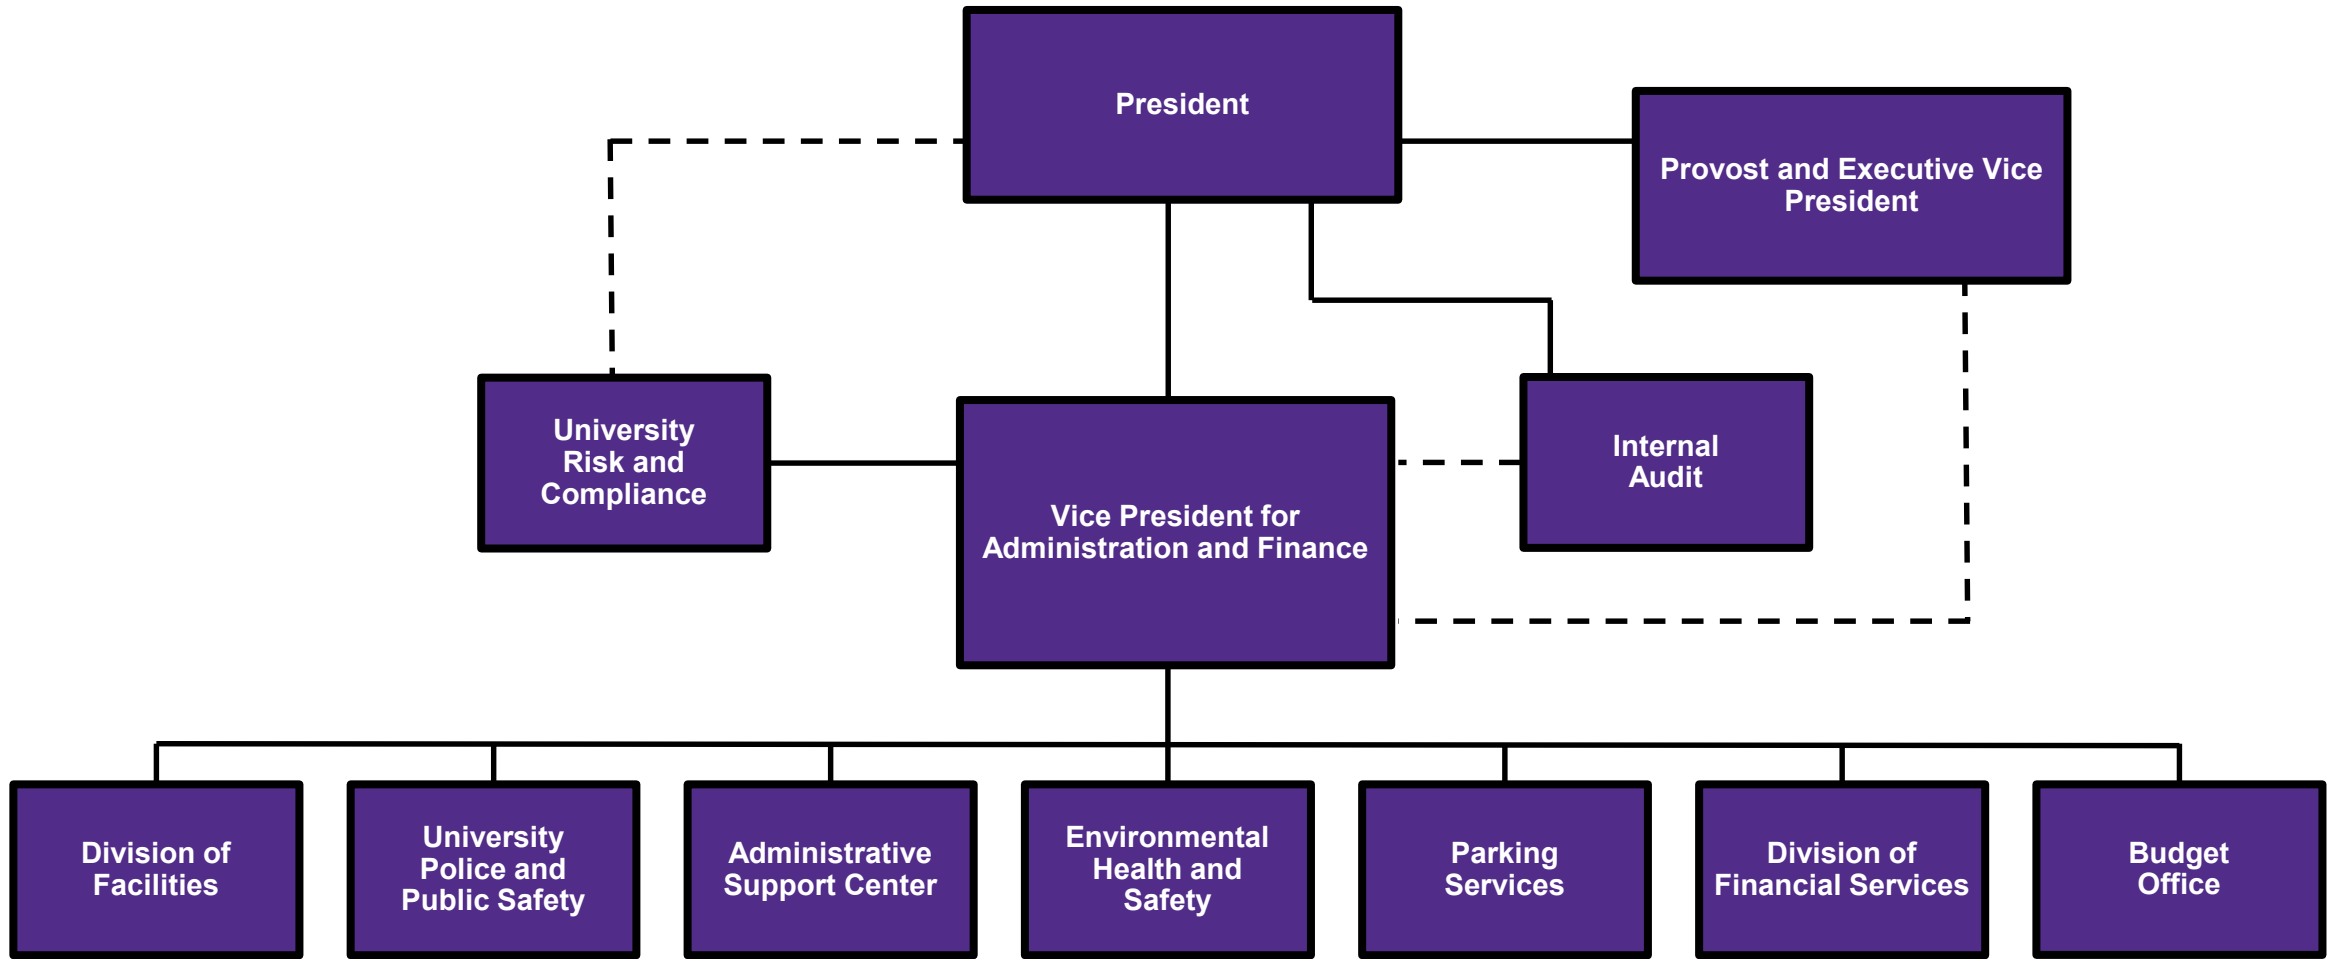 President
Provost and Executive Vice
President
University
Risk and
Compliance
Internal
Audit
Vice President for
Administration and Finance
Division of
Facilities
University
Police and
Public Safety
Administrative
Support Center
Environmental
Health and
Safety
Parking
Services
Division of
Financial Services
Budget
Office